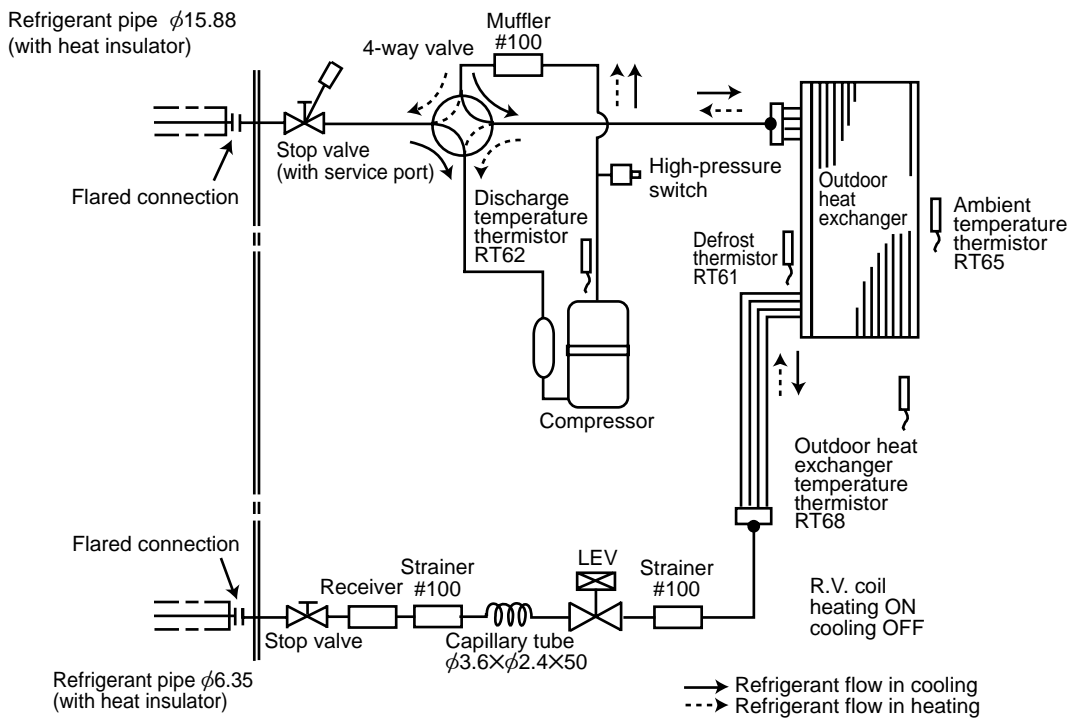 Refrigerant pipe ϕ15.88
(with heat insulator)
Muffler
#100
4-way valve
Stop valve
(with service port)
Flared connection
High-pressure
switch
Discharge
temperature
thermistor
RT62
Outdoor
heat
exchanger
Defrost
thermistor
RT61
Ambient
temperature
thermistor
RT65
Compressor
Outdoor heat
exchanger
temperature
thermistor
RT68
Flared connection
Stop valve
Receiver
Strainer
#100
Capillary tube
ϕ3.6×ϕ2.4×50
LEV
Strainer
#100
R.V. coil
heating ON
cooling OFF
Refrigerant pipe ϕ6.35
(with heat insulator)
Refrigerant flow in cooling
Refrigerant flow in heating